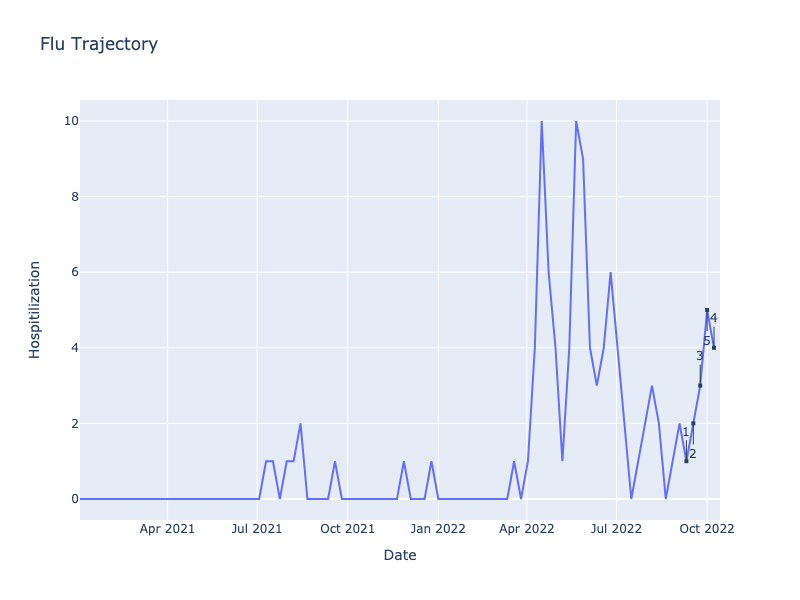 Flu Trajectory
Hospitilization
10
8
6
4
2
0
1
2
3
5
4
Apr 2021
Jul 2021
Oct 2021
Jan 2022
Apr 2022
Jul 2022
Oct 2022
Date